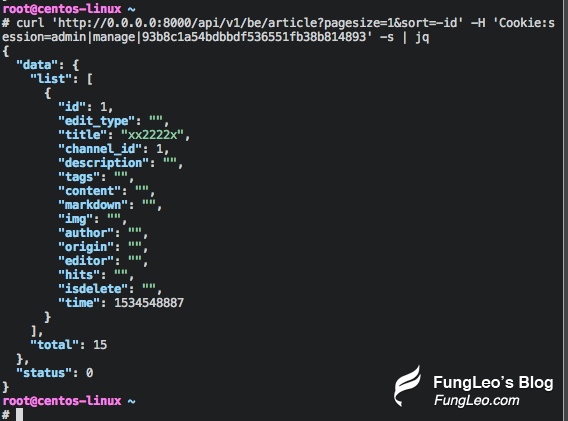 root@centos-linux ~
# curl 'http://0.0.0.0:8000/api/v1/be/article?pagesize=1&sort=-id' -H 'Cookie:s
ession=admin|manage|93b8c1a54bdbbdf536551fb38b814893' -s | jq
{
  "data": {
    "list": [
      {
        "id": 1,
        "edit_type": "",
        "title": "xx2222x",
        "channel_id": 1,
        "description": "",
        "tags": "",
        "content": "",
        "markdown": "",
        "img": "",
        "author": "",
        "origin": "",
        "editor": "",
        "hits": "",
        "isdelete": "",
        "time": 1534548887
      }
    ],
    "total": 15
  },
  "status": 0
}
root@centos-linux ~
#
FungLeo's Blog
FungLeo.com